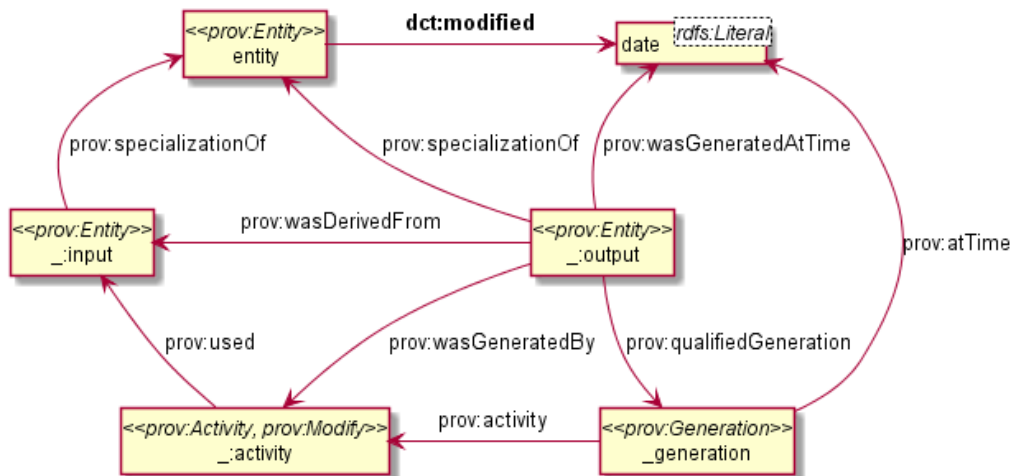 <<prov:Entity>>
entity
dct:modified
date
rdfs:Literal
prov:specializationOf
prov:specializationOf
prov:wasGeneratedAtTime
<<prov:Entity>>
_:input
prov:wasDerivedFrom
<<prov:Entity>>
_:output
prov:atTime
prov:used
prov:wasGeneratedBy
prov:qualifiedGeneration
<<prov:Activity, prov:Modify>>
_:activity
prov:activity
<<prov:Generation>>
_generation